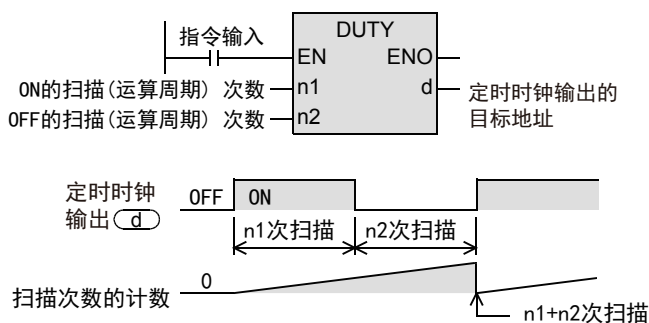 指令输入
DUTY
EN ENO
ON的扫描(运算周期) 次数 n1 d 定时时钟输出的
OFF的扫描(运算周期) 次数 n2 目标地址
定时时钟 OFF ON
输出 d
n1次扫描 n2次扫描
扫描次数的计数 0
n1+n2次扫描